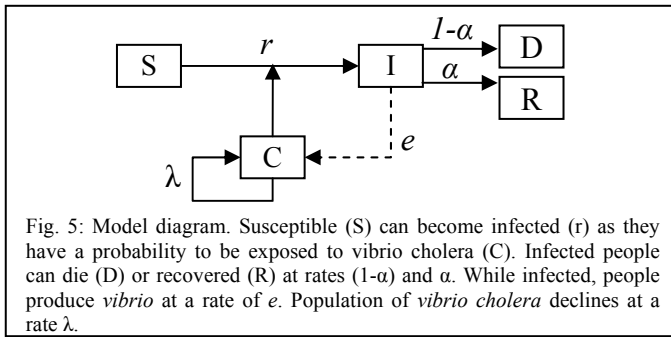 1-α
r
S
I
D
α
R
e
C
λ
Fig. 5: Model diagram. Susceptible (S) can become infected (r) as they
have a probability to be exposed to vibrio cholera (C). Infected people
can die (D) or recovered (R) at rates (1-α) and α. While infected, people
produce vibrio at a rate of e. Population of vibrio cholera declines at a
rate λ.